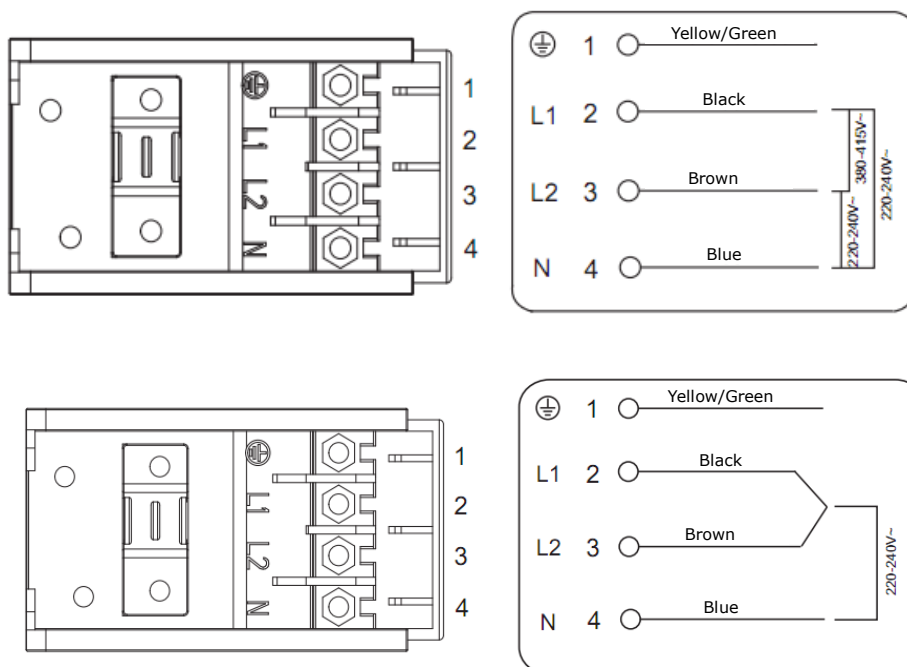 1
L1
2
L2
3
N
4
1 Yellow/Green
L1 2 Black
L2 3 Brown
N 4 Blue
380-415V~
220-240V~
220-240V~
1
L1
2
L2
3
N
4
1 Yellow/Green
L1 2 Black
L2 3 Brown
N 4 Blue
220-240V~